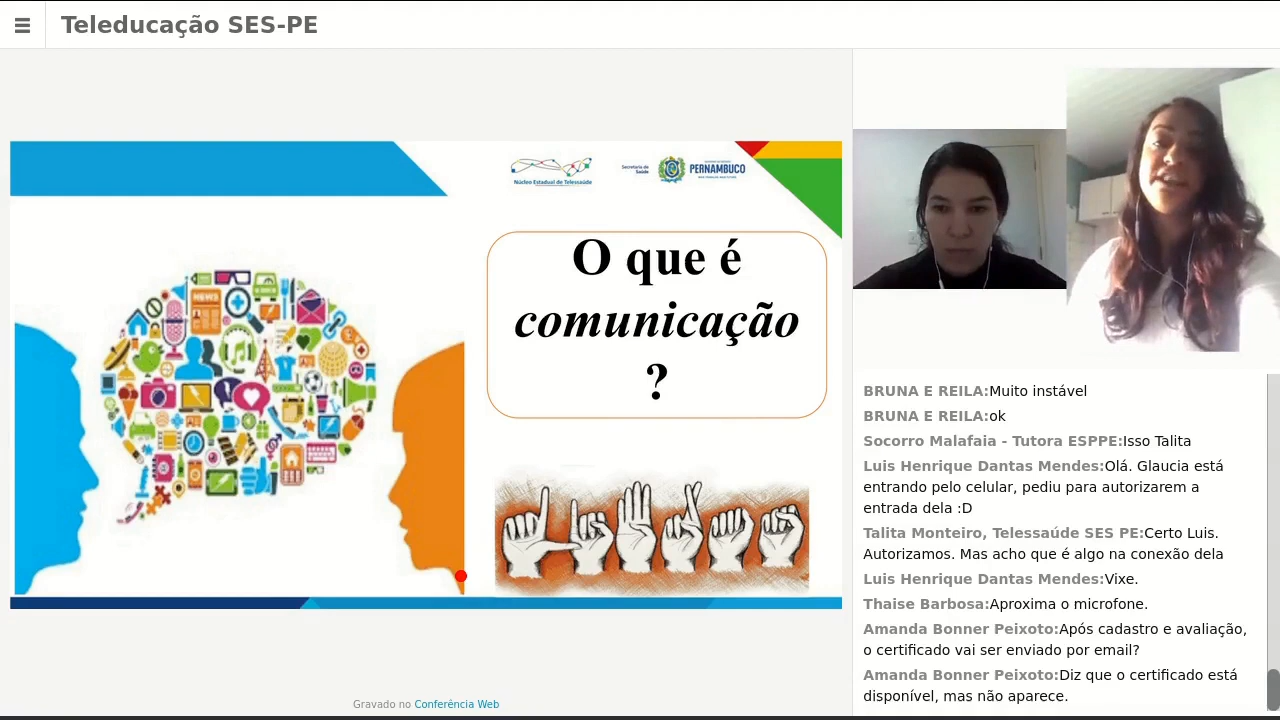 Teleducação SES-PE
Núcleo Estadual de Telessaúde
Secretaria de
Saúde
PERNAMBUCO
NEWS
O que é
comunicação
?
BRUNA E REILA:Muito instável
BRUNA E REILA:ok
Socorro Malafaia - Tutora ESPPE:Isso Talita
Luis Henrique Dantas Mendes:Olá. Glaucia está
entrando pelo celular, pediu para autorizarem a
entrada dela :D
Talita Monteiro, Telessaúde SES PE:Certo Luis.
Autorizamos. Mas acho que é algo na conexão dela
Luis Henrique Dantas Mendes:Vixe.
Thaise Barbosa:Aproxima o microfone.
Amanda Bonner Peixoto:Após cadastro e avaliação,
o certificado vai ser enviado por email?
Amanda Bonner Peixoto:Diz que o certificado está
disponível, mas não aparece.
Gravado no Conferência Web